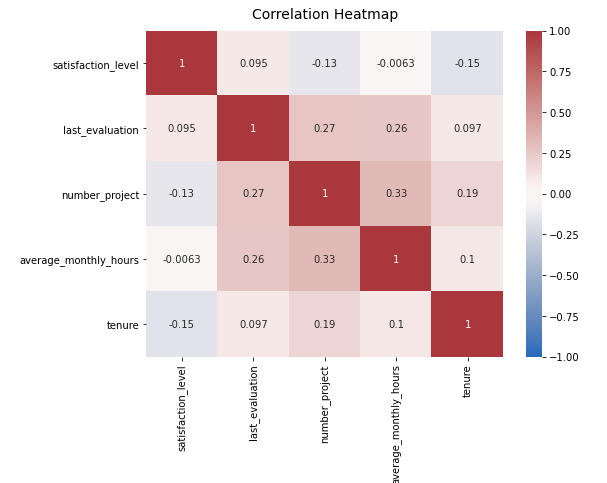 Correlation Heatmap
satisfaction_level 1 0.095 -0.13 -0.0063 -0.15
last_evaluation 0.095 1 0.27 0.26 0.097
number_project -0.13 0.27 1 0.33 0.19
average_monthly_hours -0.0063 0.26 0.33 1 0.1
tenure -0.15 0.097 0.19 0.1 1
satisfaction_level
last_evaluation
number_project
average_monthly_hours
tenure
1.00
0.75
0.50
0.25
0.00
−0.25
−0.50
−0.75
−1.00